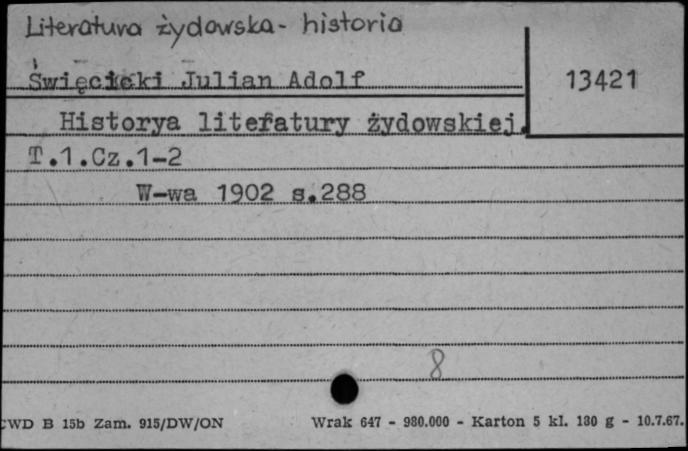 Literatura żydowska - historia
Święcicki Julian Adolf
13421
Historya literatury żydowskiej.
T.1.Cz.1-2
W-wa 1902 s.288
8
CWD B 15b Zam. 915/DW/ON Wrak 647 - 980.000 - Karton 5 kl. 180 g - 10.7.67.